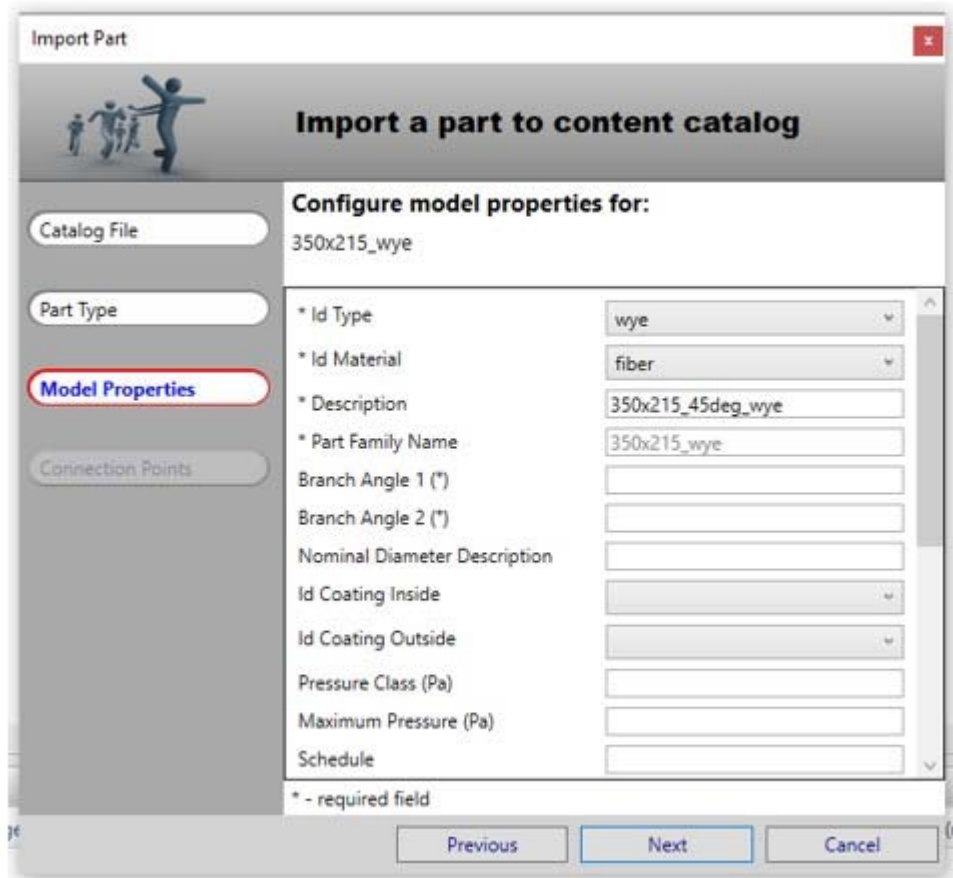 Import Part
x
Import a part to content catalog
Catalog File
Part Type
Model Properties
Connection Points
Configure model properties for:
350x215_wye
* Id Type wye
* Id Material fiber
* Description 350x215_45deg_wye
* Part Family Name 350x215_wye
Branch Angle 1 (*)
Branch Angle 2 (*)
Nominal Diameter Description
Id Coating Inside
Id Coating Outside
Pressure Class (Pa)
Maximum Pressure (Pa)
Schedule
* - required field
Previous Next Cancel